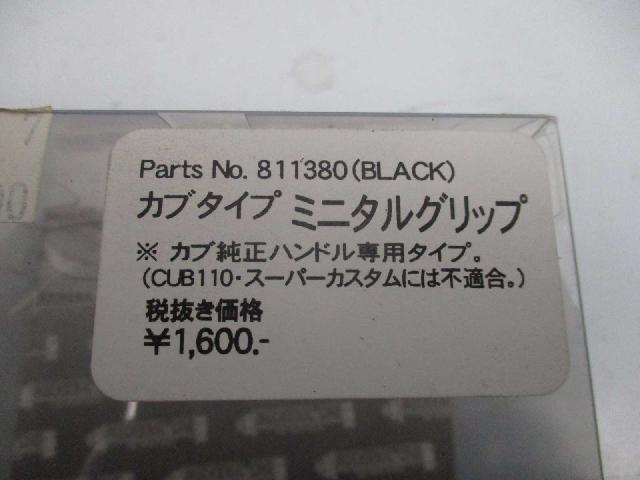 Parts No. 811380(BLACK)
カブタイプ ミニタルグリップ
※ カブ純正ハンドル専用タイプ。
(CUB110・スーパーカスタムには不適合。)
税抜き価格
¥1,600.-